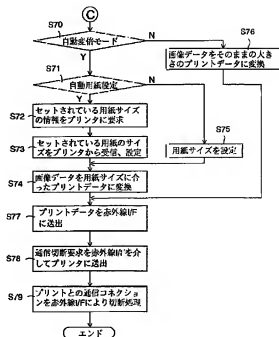 C
S70
自動変倍モード
N
S76
Y
画像データをそのままの大き
さのプリントデータに変換
S71
自動用紙設定
N
Y
S72
セットされている用紙サイズ
の情報をプリンタに要求
S73
セットされている用紙のサ
イズをプリンタから受信、設定
S75
用紙サイズを設定
S74
画像データを用紙サイズに合
ったプリントデータに変換
S77
プリントデータを赤外線I/F
に送出
S78
通信切断要求を赤外線I/Fを介
してプリンタに送出
S79
プリントとの通信コネクショ
ンを赤外線I/Fにより切断処理
エンド